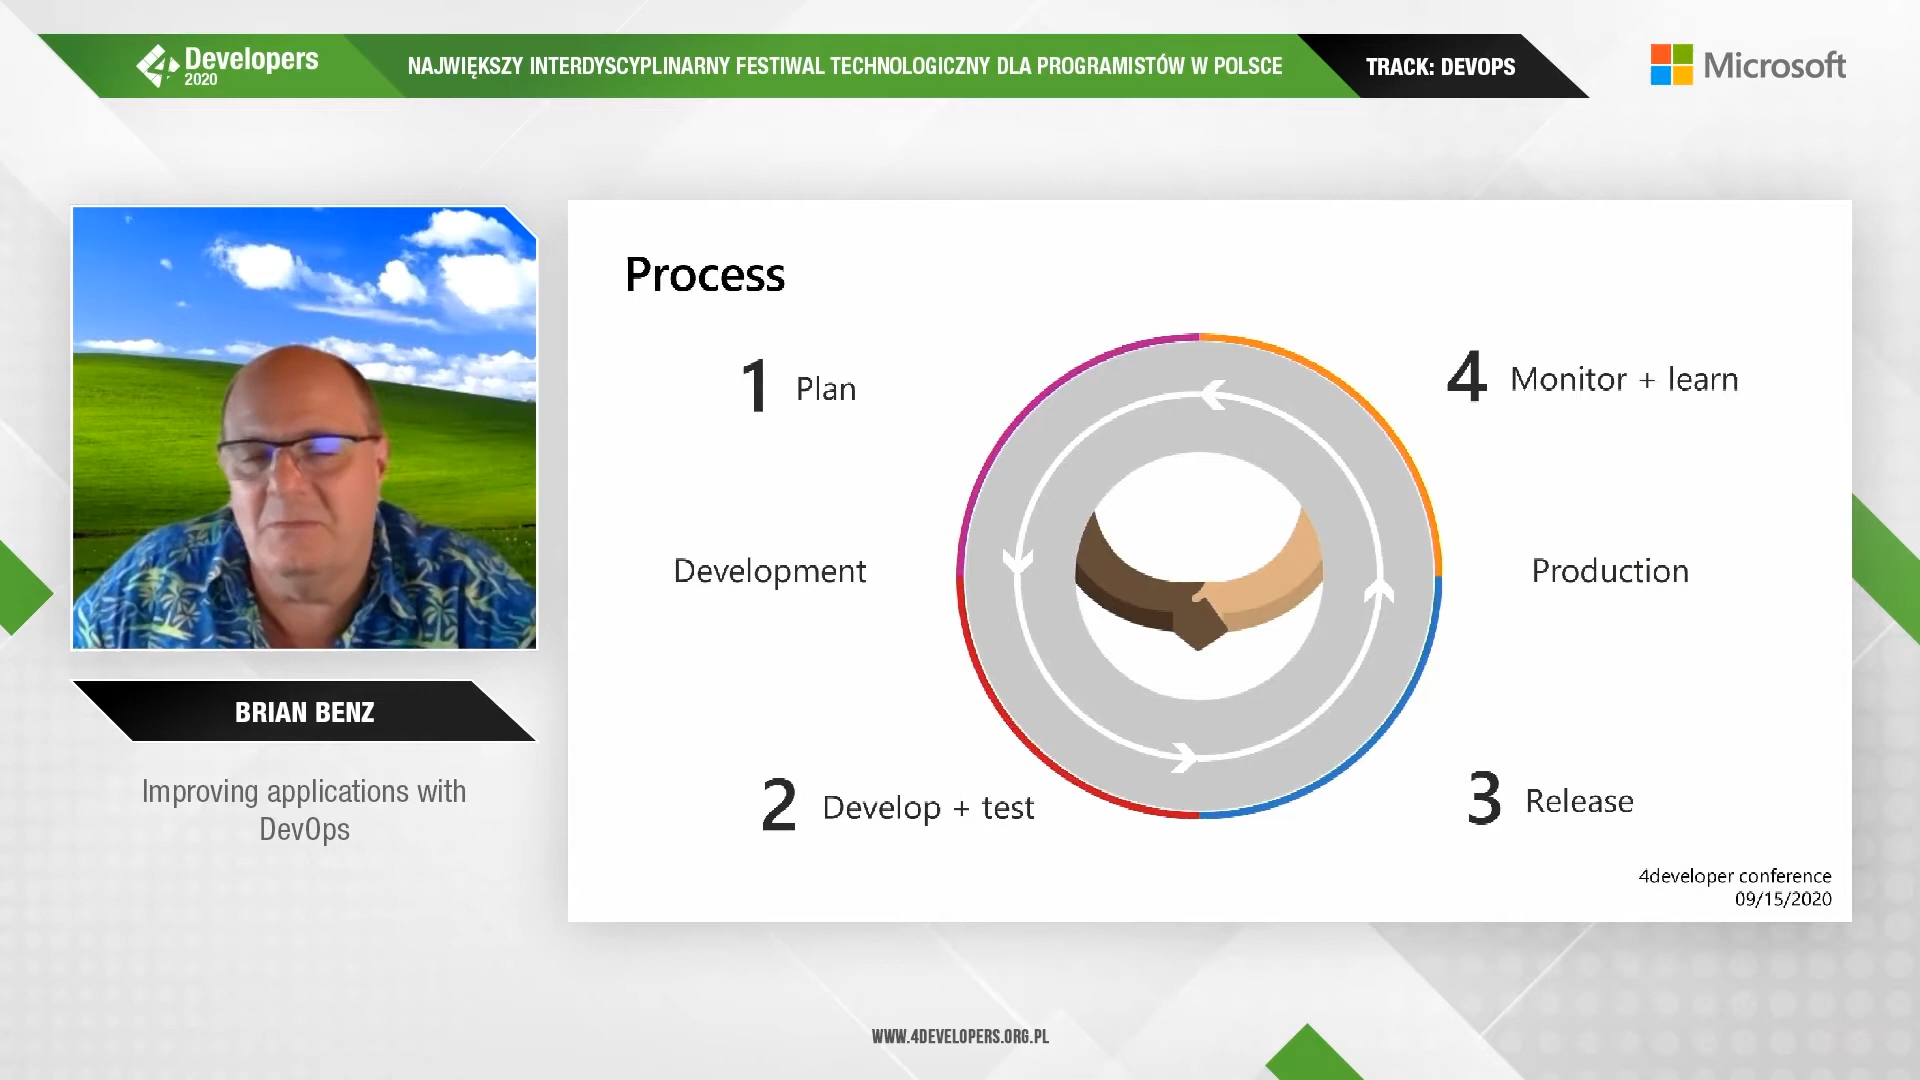 4 Developers
2020
NAJWIĘKSZY INTERDYSCYPLINARNY FESTIWAL TECHNOLOGICZNY DLA PROGRAMISTÓW W POLSCE
TRACK: DEVOPS
Microsoft
BRIAN BENZ
Improving applications with
DevOps
Process
1 Plan
4 Monitor + learn
Development
Production
2 Develop + test
3 Release
4developer conference
09/15/2020
WWW.4DEVELOPERS.ORG.PL